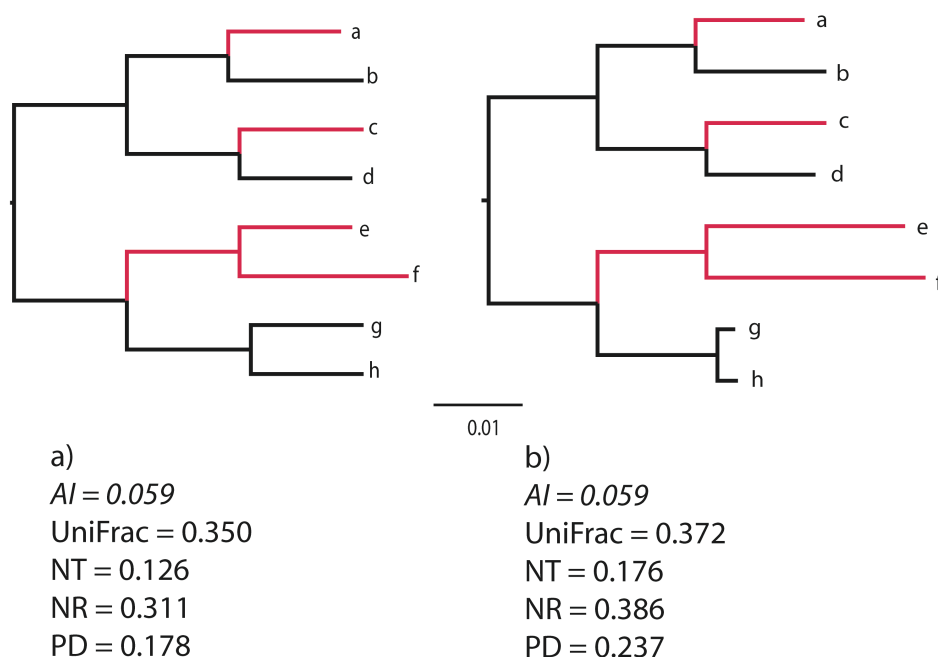 a
b
c
d
e
f
g
h
a
b
c
d
e
f
g
h
0.01
a)
AI = 0.059
UniFrac = 0.350
NT = 0.126
NR = 0.311
PD = 0.178
b)
AI = 0.059
UniFrac = 0.372
NT = 0.176
NR = 0.386
PD = 0.237